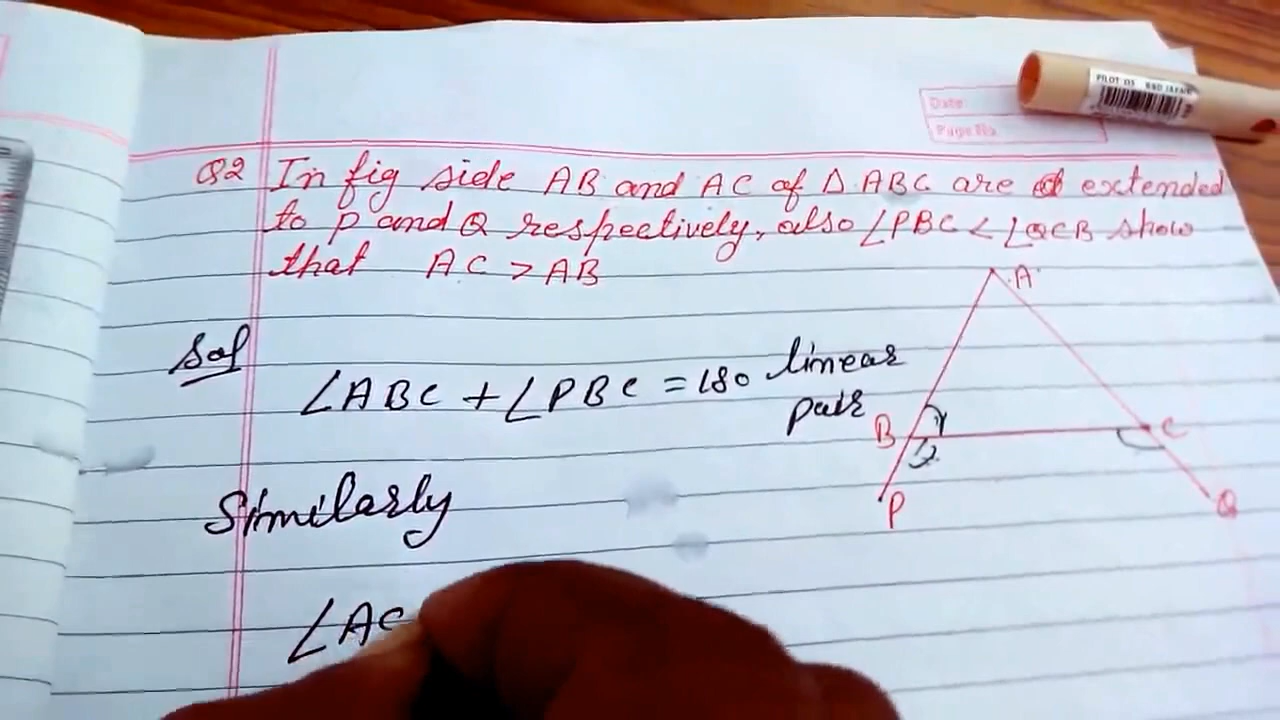 Date
Page No
PILOT
Q2 In fig side AB and AC of Δ ABC are extended
to P and Q respectively, also ∠PBC < ∠QCB show
that AC > AB
A
Sol
∠ABC + ∠PBC = 180 linear
pair
B
1
C
2
P
Q
Similarly
∠AC